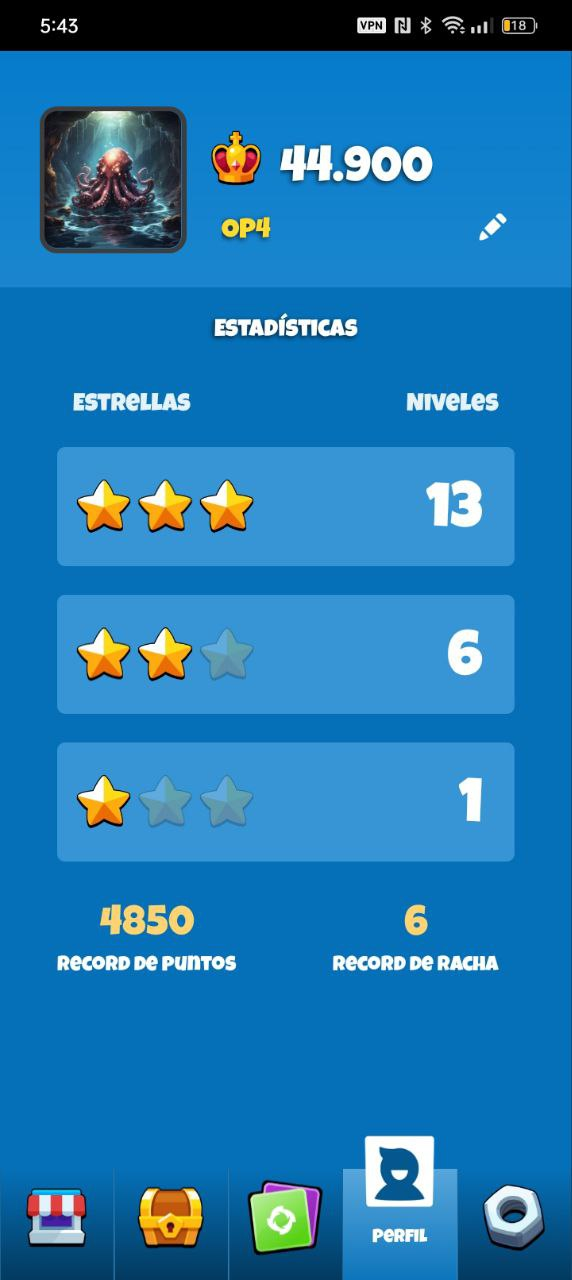 5:43
VPN
18
44.900
OP4
ESTADÍSTICAS
ESTRELLAS NIVELES
13
6
1
4850 6
RECORD DE PUNTOS RECORD DE RACHA
PERFIL